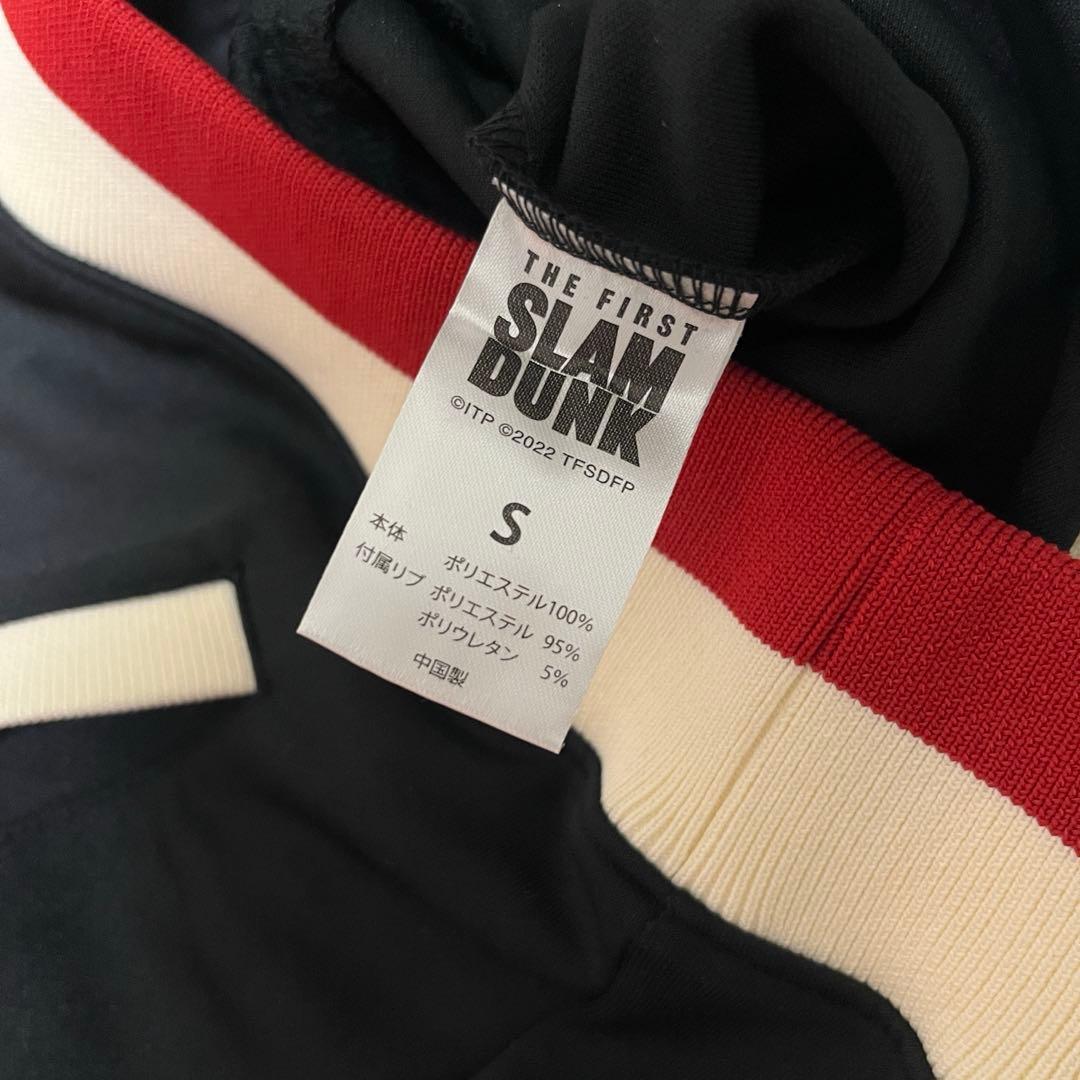 THE FIRST
SLAM
DUNK
©ITP ©2022 TFSDFP
S
本体 ポリエステル100%
付属リブ ポリエステル 95%
ポリウレタン 5%
中国製